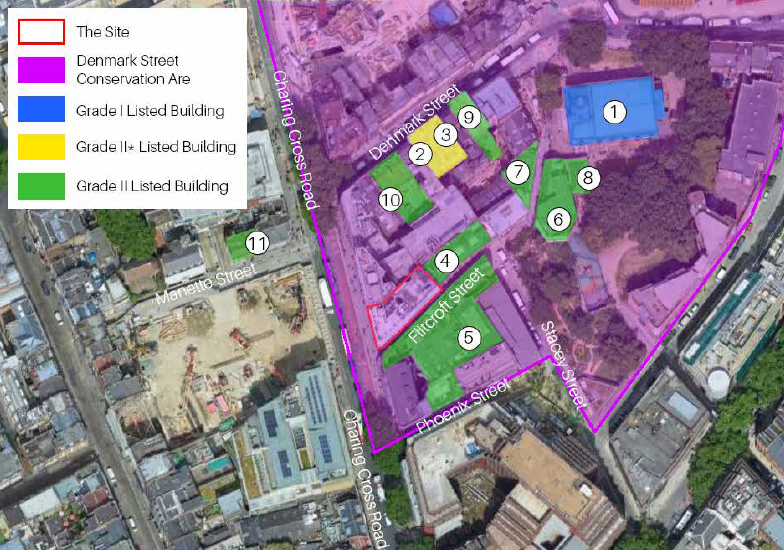 The Site
Denmark Street
Conservation Are
Grade I Listed Building
Grade II* Listed Building
Grade II Listed Building
Charing Cross Road
Denmark Street
9
3
2
1
7
8
10
6
11
Manette Street
4
Flitcroft Street
5
Stacey Street
Phoenix Street
Charing Cross Road